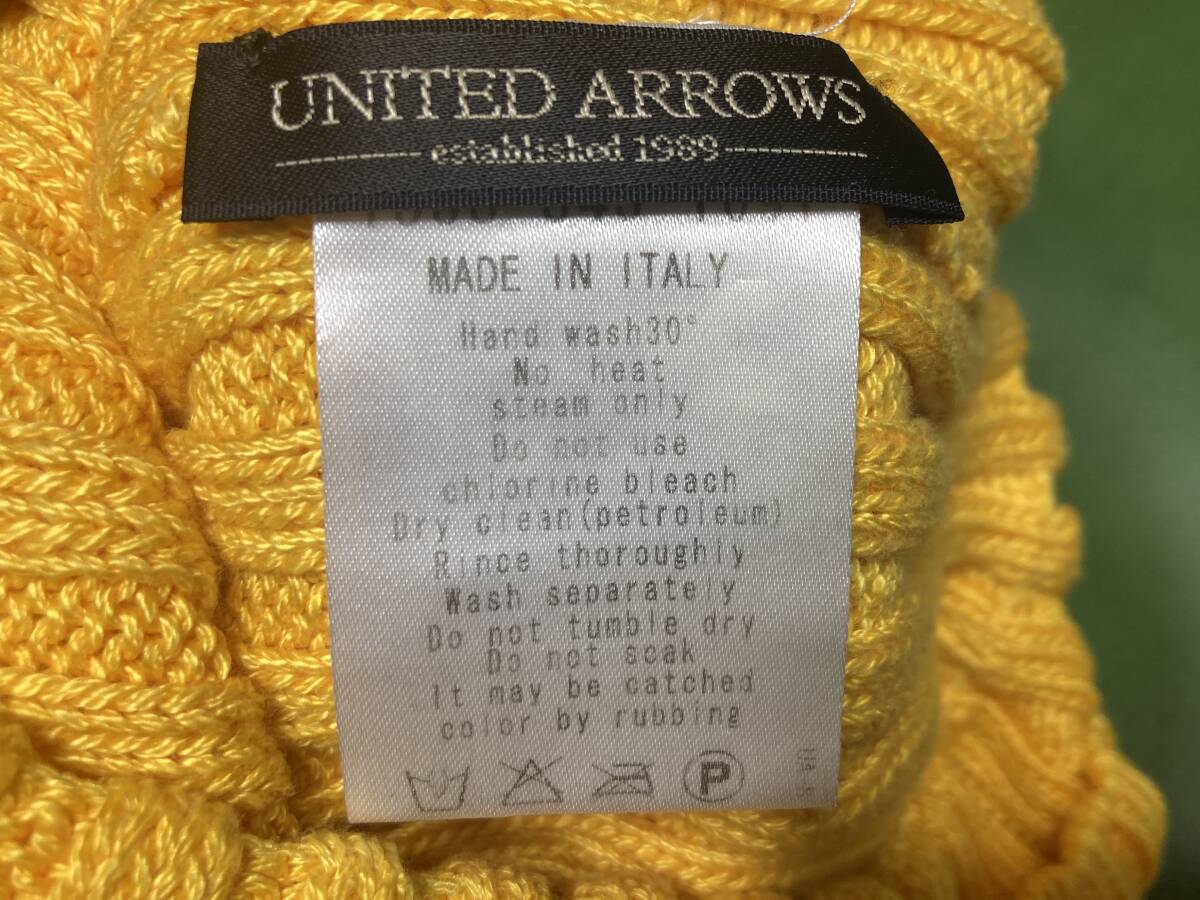 UNITED ARROWS
established 1989
MADE IN ITALY
Hand wash30°
No heat
steam only
Do not use
chlorine bleach
Dry clean(petroleum)
Rince thoroughly
Wash separately
Do not tumble dry
Do not soak
It may be catched
color by rubbing
P